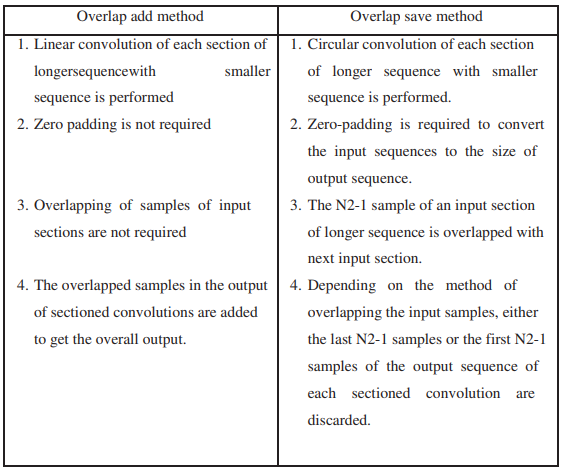 Overlap add method
Overlap save method
1. Linear convolution of each section of
longersequencewith smaller
sequence is performed
2. Zero padding is not required
3. Overlapping of samples of input
sections are not required
4. The overlapped samples in the output
of sectioned convolutions are added
to get the overall output.
1. Circular convolution of each section
of longer sequence with smaller
sequence is performed.
2. Zero-padding is required to convert
the input sequences to the size of
output sequence.
3. The N2-1 sample of an input section
of longer sequence is overlapped with
next input section.
4. Depending on the method of
overlapping the input samples, either
the last N2-1 samples or the first N2-1
samples of the output sequence of
each sectioned convolution are
discarded.